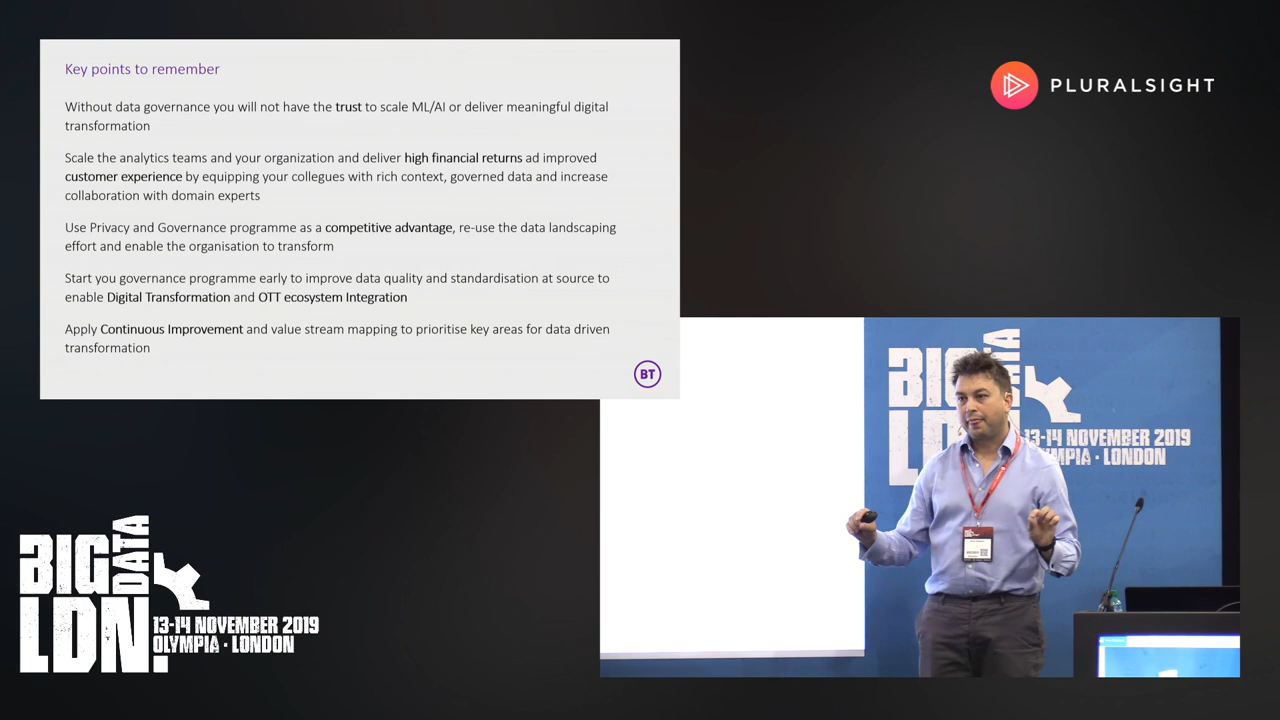 Key points to remember
Without data governance you will not have the trust to scale ML/AI or deliver meaningful digital
transformation
Scale the analytics teams and your organization and deliver high financial returns ad improved
customer experience by equipping your collegues with rich context, governed data and increase
collaboration with domain experts
Use Privacy and Governance programme as a competitive advantage, re-use the data landscaping
effort and enable the organisation to transform
Start you governance programme early to improve data quality and standardisation at source to
enable Digital Transformation and OTT ecosystem Integration
Apply Continuous Improvement and value stream mapping to prioritise key areas for data driven
transformation
BT
PLURALSIGHT
BIG
DATA
LDN.
13-14 NOVEMBER 2019
OLYMPIA · LONDON
13-14 NOVEMBER 2019
LONDON